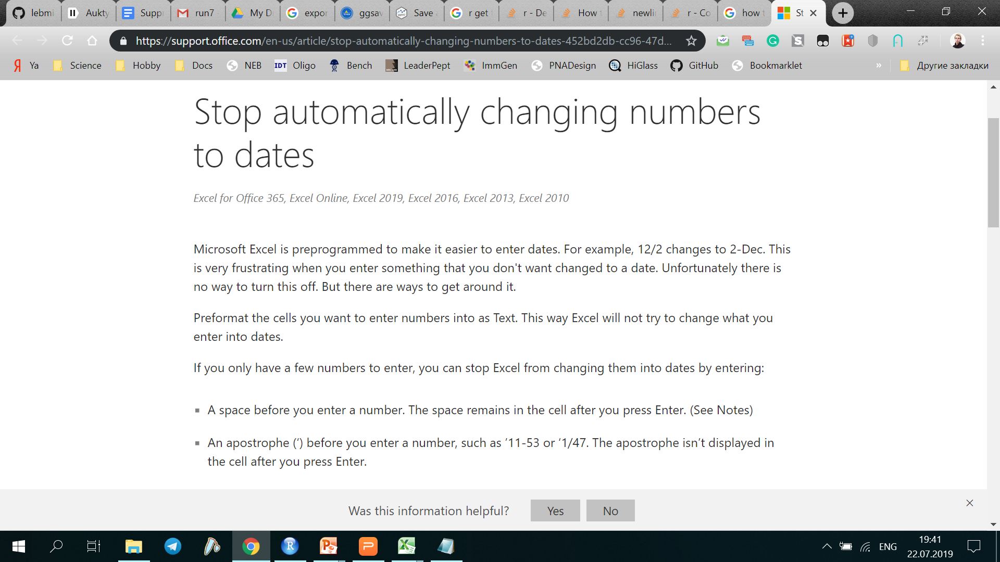 lebmi
Aukty
Supp
run7
My D
expor
ggsav
Save
r get
r - De
How
newli
r - Co
how
St
https://support.office.com/en-us/article/stop-automatically-changing-numbers-to-dates-452bd2db-cc96-47d...
Я Ya
Science
Hobby
Docs
NEB
IDT Oligo
Bench
LeaderPept
ImmGen
PNADesign
HiGlass
GitHub
Bookmarklet
»
Другие закладки
Stop automatically changing numbers
to dates
Excel for Office 365, Excel Online, Excel 2019, Excel 2016, Excel 2013, Excel 2010
Microsoft Excel is preprogrammed to make it easier to enter dates. For example, 12/2 changes to 2-Dec. This
is very frustrating when you enter something that you don't want changed to a date. Unfortunately there is
no way to turn this off. But there are ways to get around it.
Preformat the cells you want to enter numbers into as Text. This way Excel will not try to change what you
enter into dates.
If you only have a few numbers to enter, you can stop Excel from changing them into dates by entering:
▪ A space before you enter a number. The space remains in the cell after you press Enter. (See Notes)
▪ An apostrophe (‘) before you enter a number, such as ’11-53 or ‘1/47. The apostrophe isn’t displayed in
the cell after you press Enter.
Was this information helpful?
Yes
No
ENG
19:41
22.07.2019